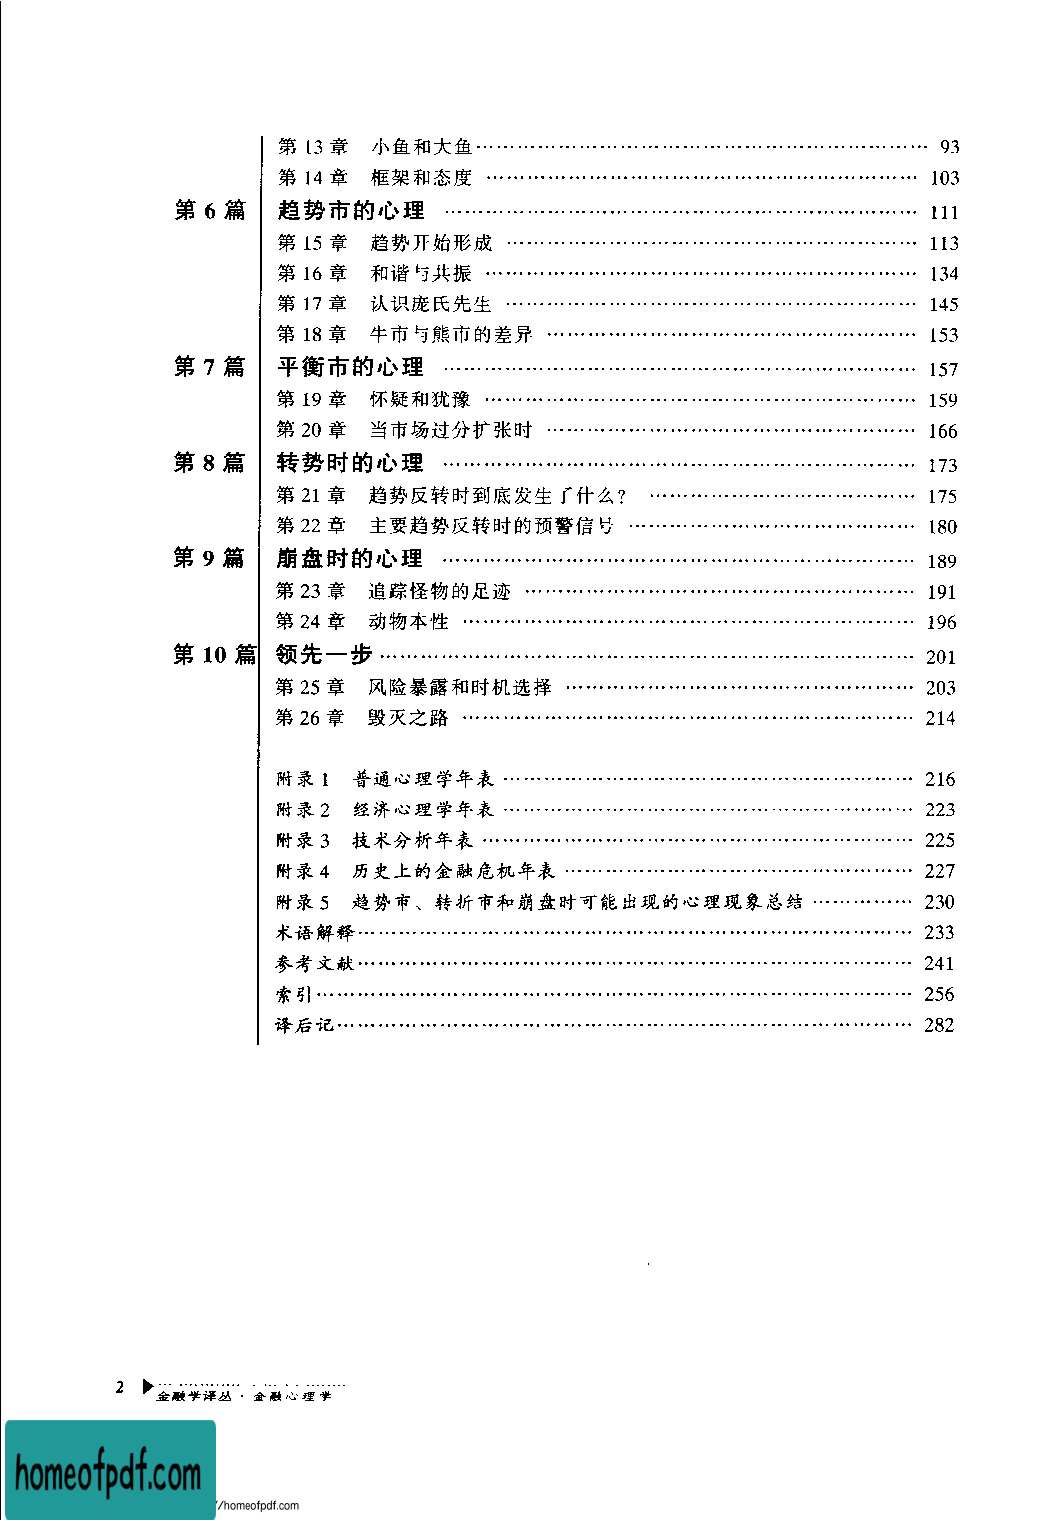 第 13 章　小鱼和大鱼…………………………………………………… 93
第 14 章　框架和态度 ………………………………………………… 103
第 6 篇　趋势市的心理 ……………………………………………… 111
第 15 章　趋势开始形成 ……………………………………………… 113
第 16 章　和谐与共振 ………………………………………………… 134
第 17 章　认识庞氏先生 ……………………………………………… 145
第 18 章　牛市与熊市的差异 ………………………………………… 153
第 7 篇　平衡市的心理 ……………………………………………… 157
第 19 章　怀疑和犹豫 ………………………………………………… 159
第 20 章　当市场过分扩张时 ………………………………………… 166
第 8 篇　转势时的心理 ……………………………………………… 173
第 21 章　趋势反转时到底发生了什么？ …………………………… 175
第 22 章　主要趋势反转时的预警信号 ……………………………… 180
第 9 篇　崩盘时的心理 ……………………………………………… 189
第 23 章　追踪怪物的足迹 …………………………………………… 191
第 24 章　动物本性 …………………………………………………… 196
第 10 篇　领先一步…………………………………………………… 201
第 25 章　风险暴露和时机选择 ……………………………………… 203
第 26 章　毁灭之路 …………………………………………………… 214
附录 1　普通心理学年表 ……………………………………………… 216
附录 2　经济心理学年表 ……………………………………………… 223
附录 3　技术分析年表 ………………………………………………… 225
附录 4　历史上的金融危机年表 ……………………………………… 227
附录 5　趋势市、转折市和崩盘时可能出现的心理现象总结 ………… 230
术语解释………………………………………………………………… 233
参考文献………………………………………………………………… 241
索引……………………………………………………………………… 256
译后记…………………………………………………………………… 282
2
金融学译丛·金融心理学
homeofpdf.com
//homeofpdf.com